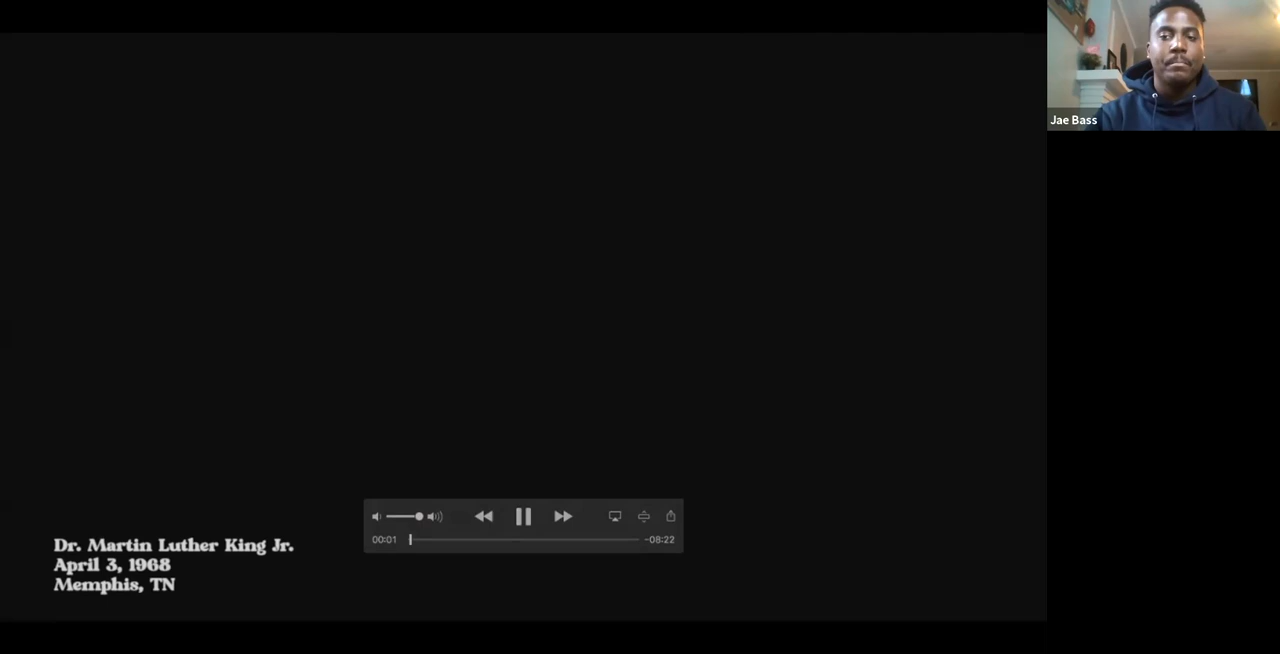 Jae Bass
00:01
-08:22
Dr. Martin Luther King Jr.
April 3, 1968
Memphis, TN